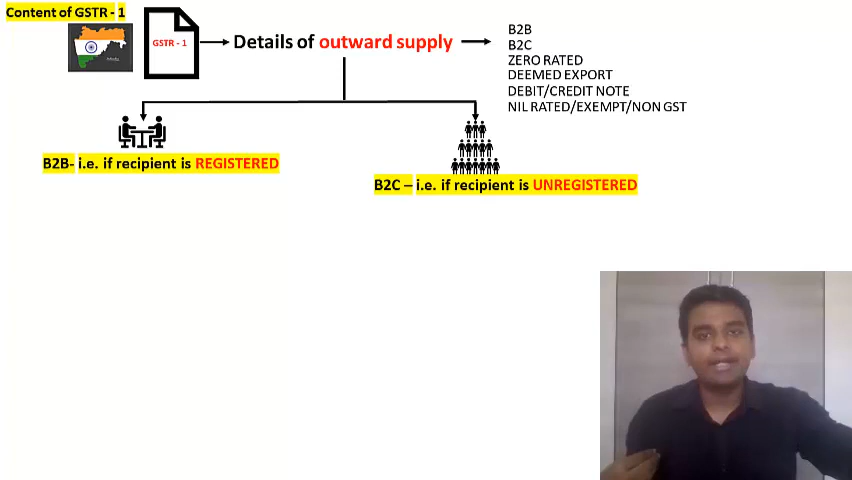 Content of GSTR - 1
GSTR - 1
Details of outward supply
B2B
B2C
ZERO RATED
DEEMED EXPORT
DEBIT/CREDIT NOTE
NIL RATED/EXEMPT/NON GST
B2B- i.e. if recipient is REGISTERED
B2C – i.e. if recipient is UNREGISTERED